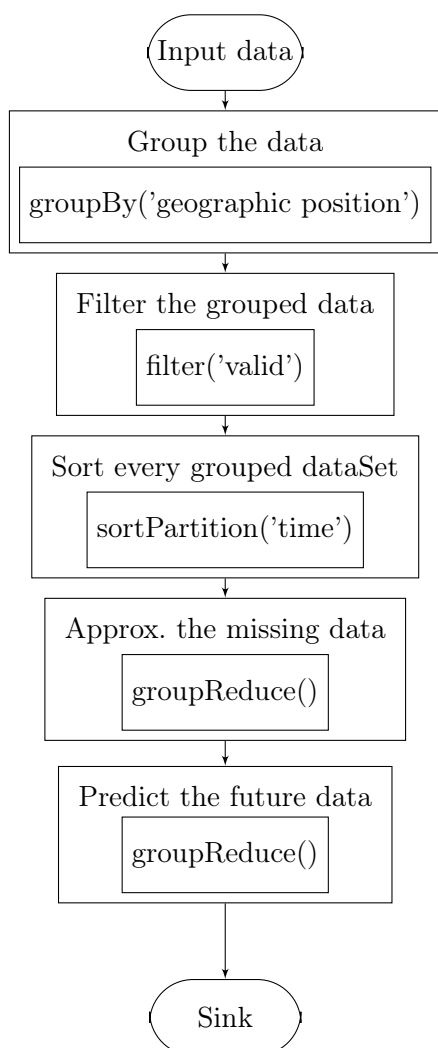 Input data
Group the data
groupBy('geographic position')
Filter the grouped data
filter('valid')
Sort every grouped dataSet
sortPartition('time')
Approx. the missing data
groupReduce()
Predict the future data
groupReduce()
Sink